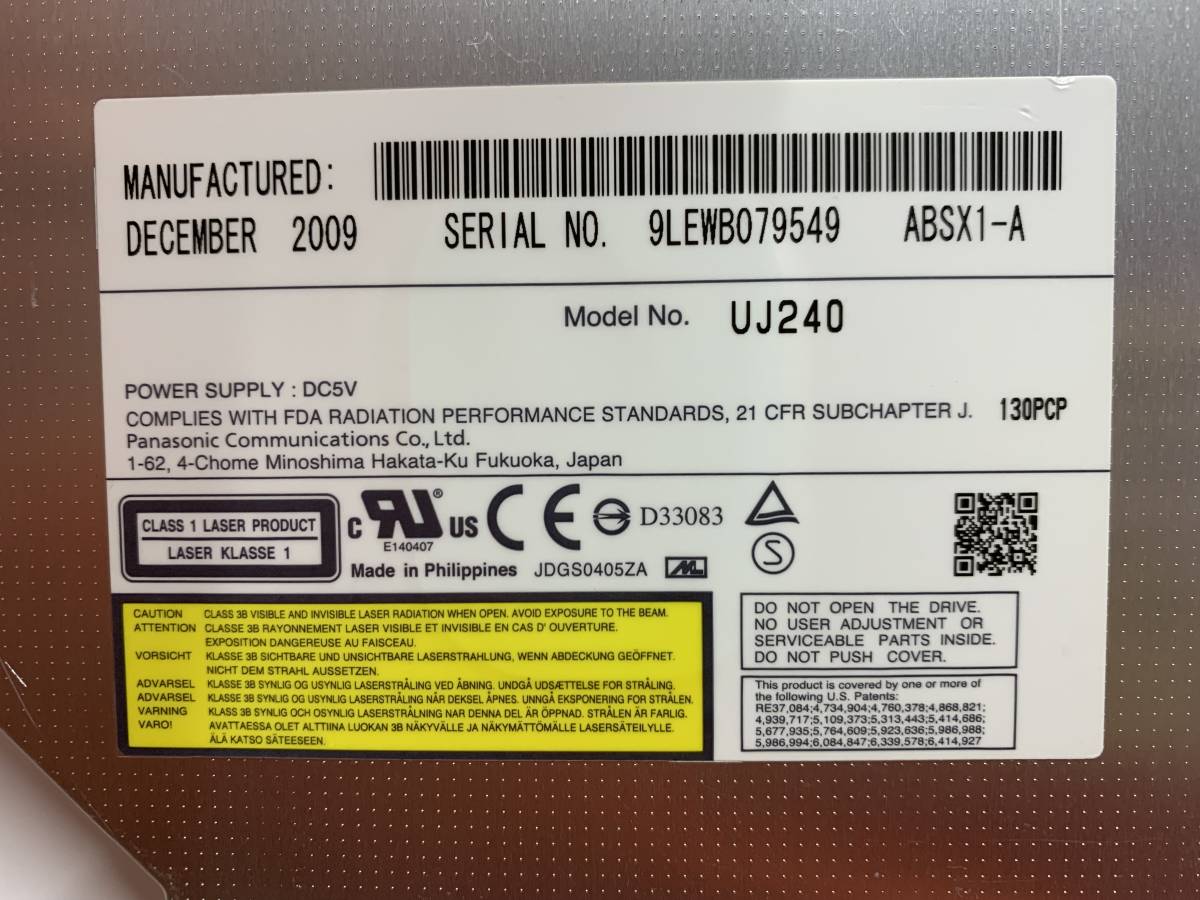 MANUFACTURED:
DECEMBER 2009 SERIAL NO. 9LEWB079549 ABSX1-A
Model No. UJ240
POWER SUPPLY : DC5V
COMPLIES WITH FDA RADIATION PERFORMANCE STANDARDS, 21 CFR SUBCHAPTER J. 130PCP
Panasonic Communications Co., Ltd.
1-62, 4-Chome Minoshima Hakata-Ku Fukuoka, Japan
CLASS 1 LASER PRODUCT
LASER KLASSE 1
C RU ® US CE D33083
E140407
S
Made in Philippines JDGS0405ZA
CAUTION CLASS 3B VISIBLE AND INVISIBLE LASER RADIATION WHEN OPEN. AVOID EXPOSURE TO THE BEAM.
ATTENTION CLASSE 3B RAYONNEMENT LASER VISIBLE ET INVISIBLE EN CAS D' OUVERTURE.
EXPOSITION DANGEREUSE AU FAISCEAU.
VORSICHT KLASSE 3B SICHTBARE UND UNSICHTBARE LASERSTRAHLUNG, WENN ABDECKUNG GEÖFFNET.
NICHT DEM STRAHL AUSSETZEN.
ADVARSEL KLASSE 3B SYNLIG OG USYNLIG LASERSTRÅLING VED ÅBNING. UNDGÅ UDSÆTTELSE FOR STRÅLING.
ADVARSEL KLASSE 3B SYNLIG OG USYNLIG LASERSTRÅLING NÅR DEKSEL ÅPNES. UNNGÅ EKSPONERING FOR STRÅLEN.
VARNING KLASS 3B SYNLIG OCH OSYNLIG LASERSTRÅLNING NAR DENNA DEL ÄR ÖPPNAD. STRÅLEN ÄR FARLIG.
VARO! AVATTAESSA OLET ALTTIINA LUOKAN 3B NÄKYVÄLLE JA NÄKYMÄTTÖMÄLLE LASERSÄTEILYLLE.
ÄLÄ KATSO SÄTEESEEN.
DO NOT OPEN THE DRIVE.
NO USER ADJUSTMENT OR
SERVICEABLE PARTS INSIDE.
DO NOT PUSH COVER.
This product is covered by one or more of
the following U.S. Patents:
RE37,084;4,734,904;4,760,378;4,868,821;
4,939,717;5,109,373;5,313,443;5,414,686;
5,677,935;5,764,609;5,923,636;5,986,988;
5,986,994;6,084,847;6,339,578;6,414,927